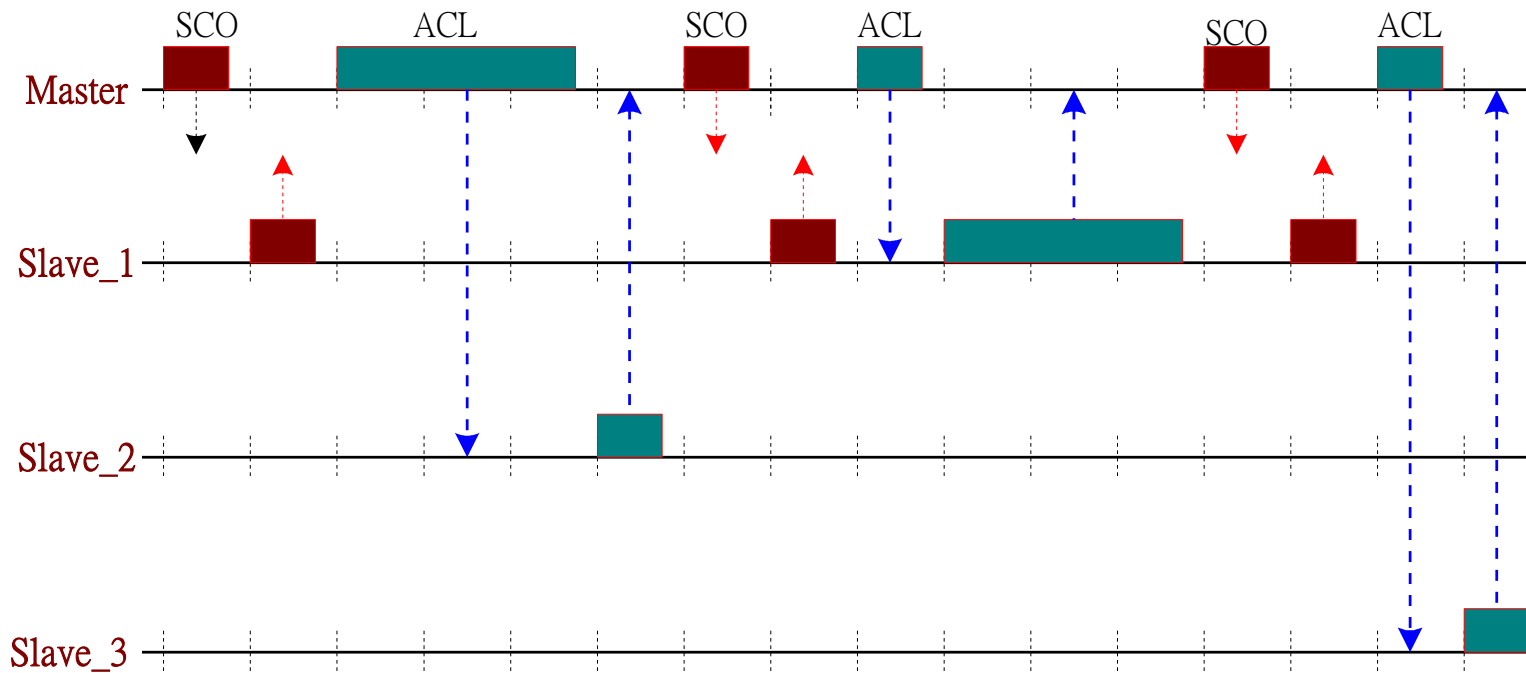 SCO ACL SCO ACL SCO ACL
Master
Slave_1
Slave_2
Slave_3